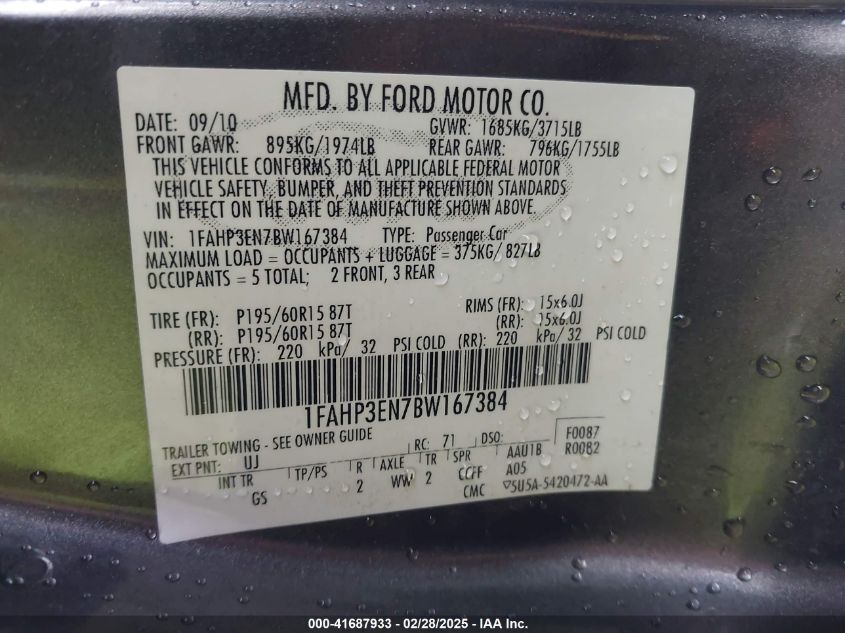 MFD. BY FORD MOTOR CO.
DATE: 09/10 GVWR: 1685KG/3715LB
FRONT GAWR: 895KG/1974LB REAR GAWR: 796KG/1755LB
THIS VEHICLE CONFORMS TO ALL APPLICABLE FEDERAL MOTOR
VEHICLE SAFETY, BUMPER, AND THEFT PREVENTION STANDARDS
IN EFFECT ON THE DATE OF MANUFACTURE SHOWN ABOVE.
VIN: 1FAHP3EN7BW167384 TYPE: Passenger Car
MAXIMUM LOAD = OCCUPANTS + LUGGAGE = 375KG/ 827LB
OCCUPANTS = 5 TOTAL; 2 FRONT, 3 REAR
TIRE (FR): P195/60R15 87T RIMS (FR): 15x6.0J
(RR): P195/60R15 87T (RR): 15x6.0J
PRESSURE (FR): 220 kPa/ 32 PSI COLD (RR): 220 kPa/ 32 PSI COLD
1FAHP3EN7BW167384
TRAILER TOWING - SEE OWNER GUIDE RC: 71 DSO: F0087
EXT PNT: UJ AAU1B R0082
INT TR TP/PS R AXLE TR SPR A05
GS 2 WW 2 CCFF
CMC 5U5A-5420472-AA
000-41687933 - 02/28/2025 - IAA Inc.